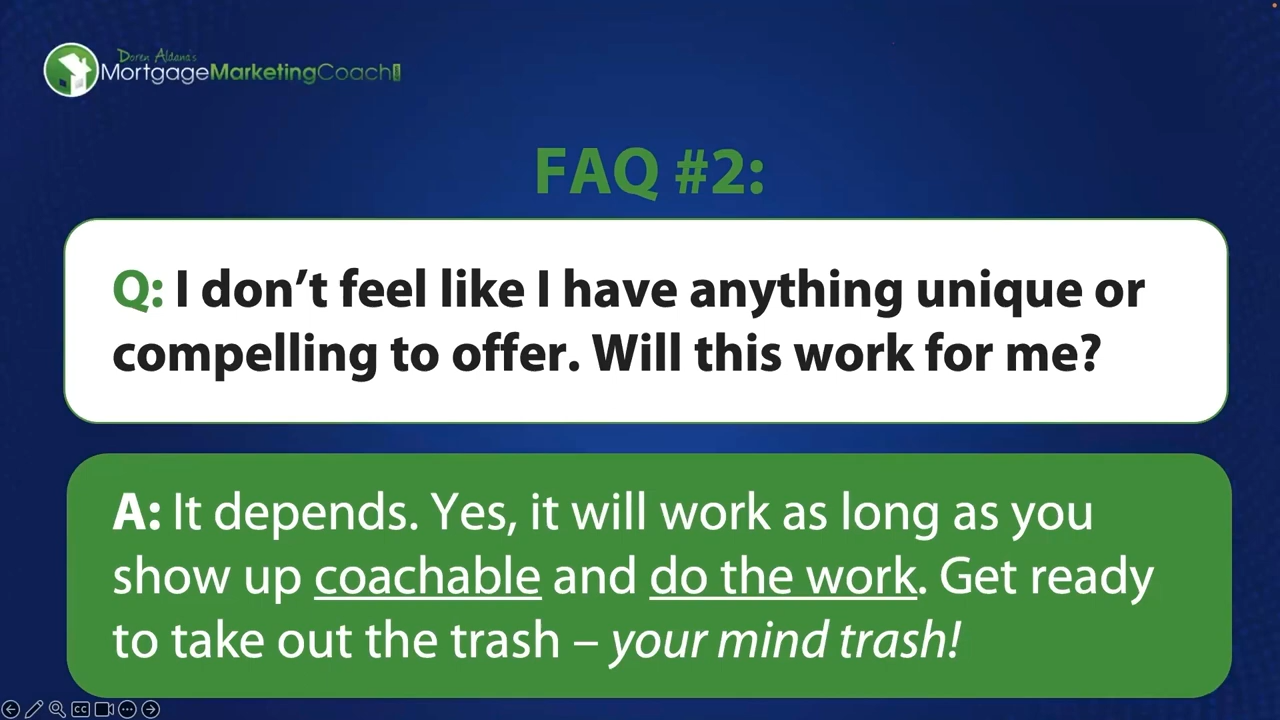 Doren Aldana's
MortgageMarketingCoach
FAQ #2:
Q: I don’t feel like I have anything unique or
compelling to offer. Will this work for me?
A: It depends. Yes, it will work as long as you
show up coachable and do the work. Get ready
to take out the trash – your mind trash!
CC